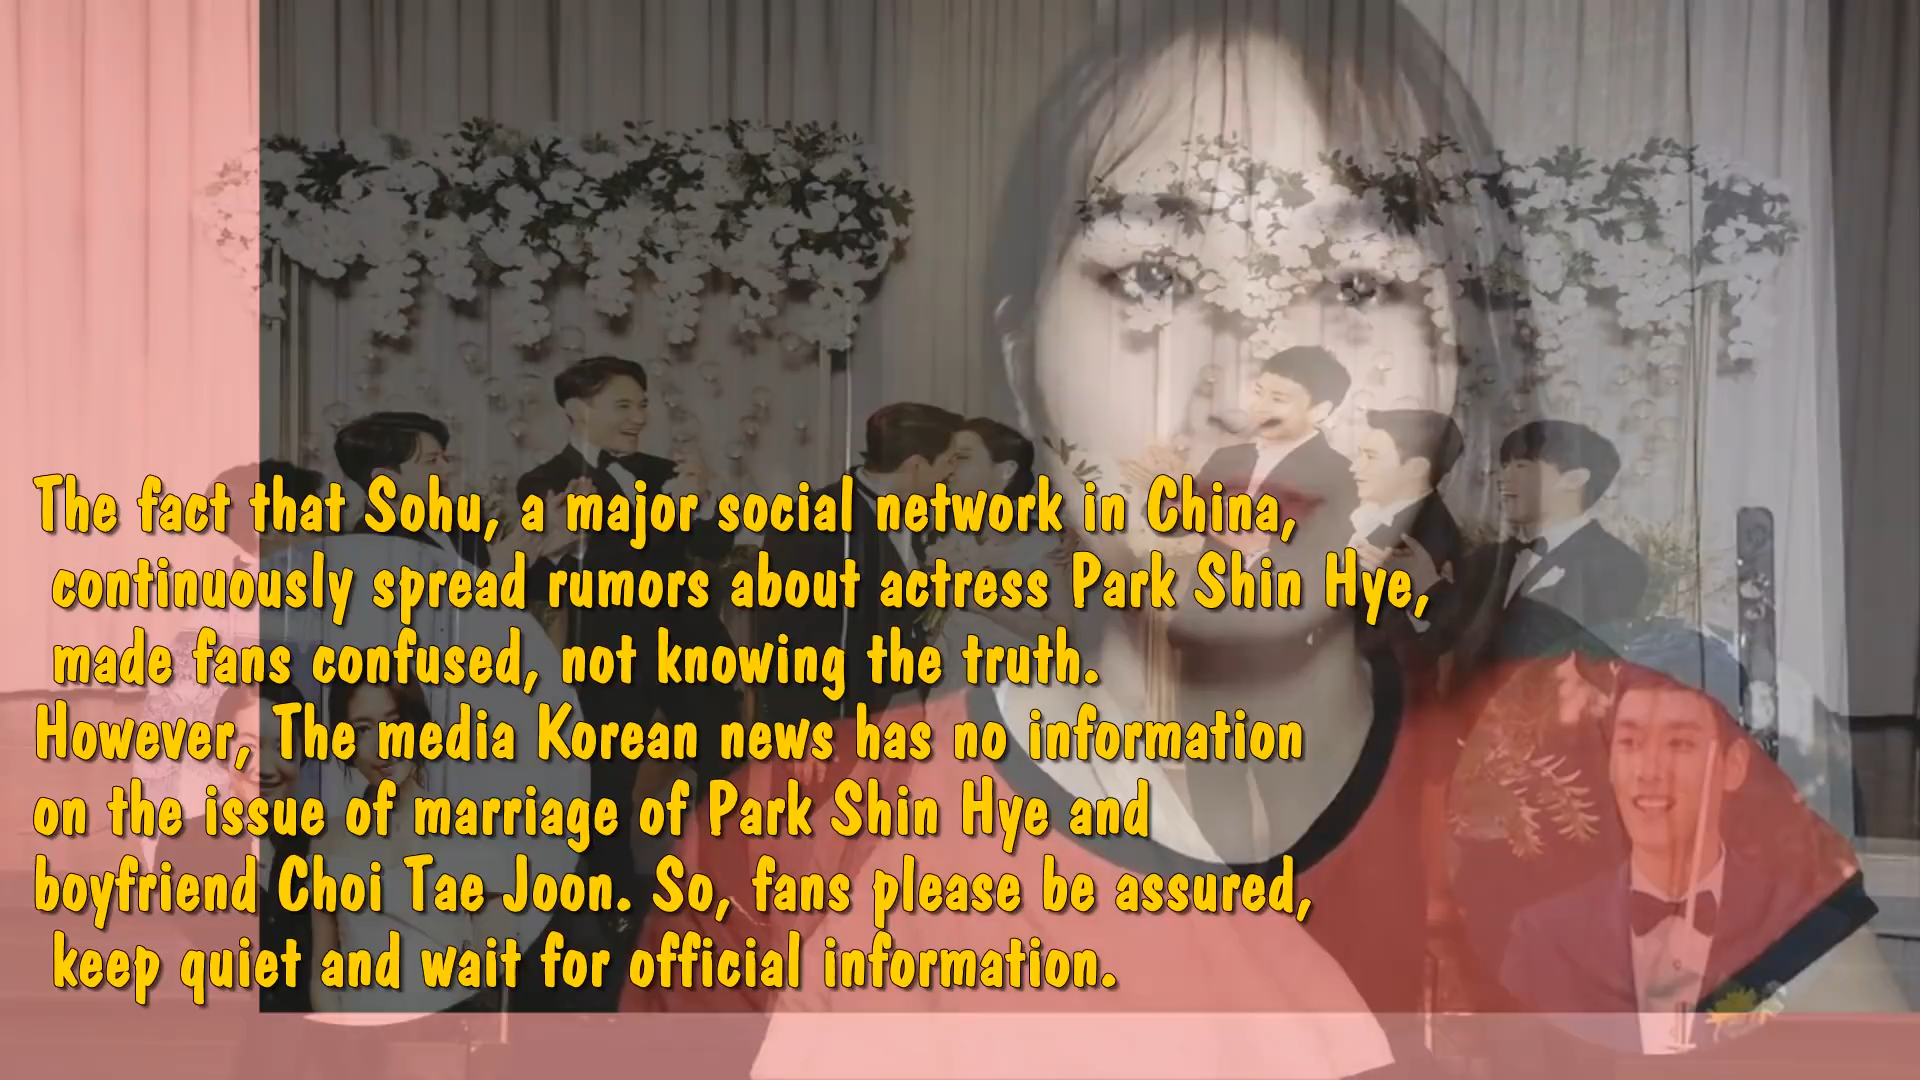 The fact that Sohu, a major social network in China,
continuously spread rumors about actress Park Shin Hye,
made fans confused, not knowing the truth.
However, The media Korean news has no information
on the issue of marriage of Park Shin Hye and
boyfriend Choi Tae Joon. So, fans please be assured,
keep quiet and wait for official information.